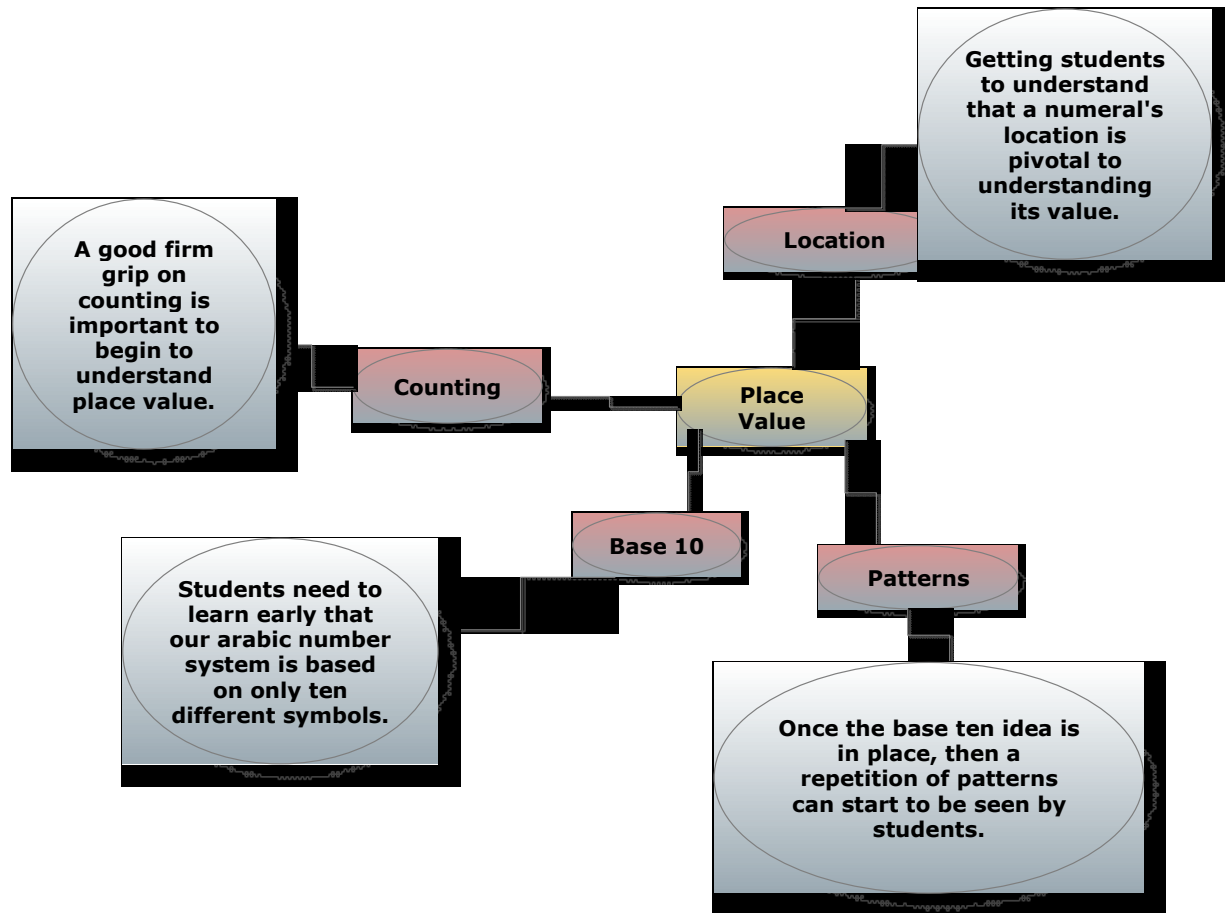 Getting students
to understand
that a numeral's
location is
pivotal to
understanding
its value.
Location
A good firm
grip on
counting is
important to
begin to
understand
place value.
Counting
Place
Value
Base 10
Students need to
learn early that
our arabic number
system is based
on only ten
different symbols.
Patterns
Once the base ten idea is
in place, then a
repetition of patterns
can start to be seen by
students.